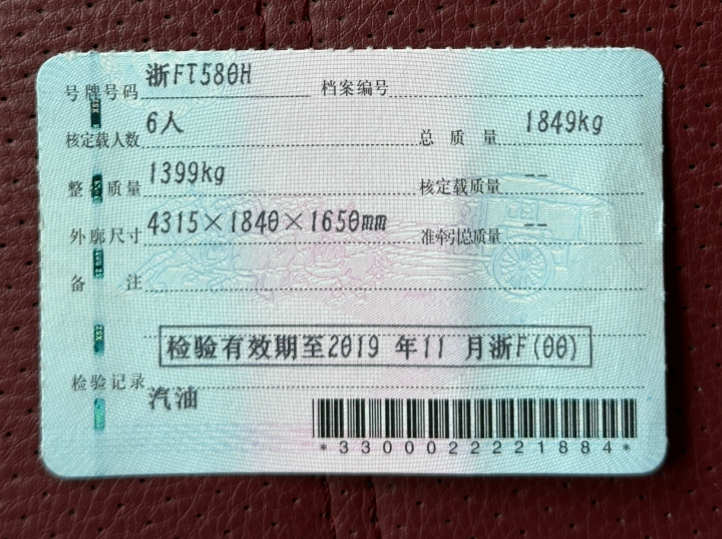 号牌号码 浙FT580H 档案编号
核定载人数 6人 总质量 1849kg
整备质量 1399kg 核定载质量 --
外廓尺寸 4315×1840×1650mm 准牵引总质量 --
备注
检验有效期至2019 年11 月浙F(00)
检验记录
汽油
*3300022221884*